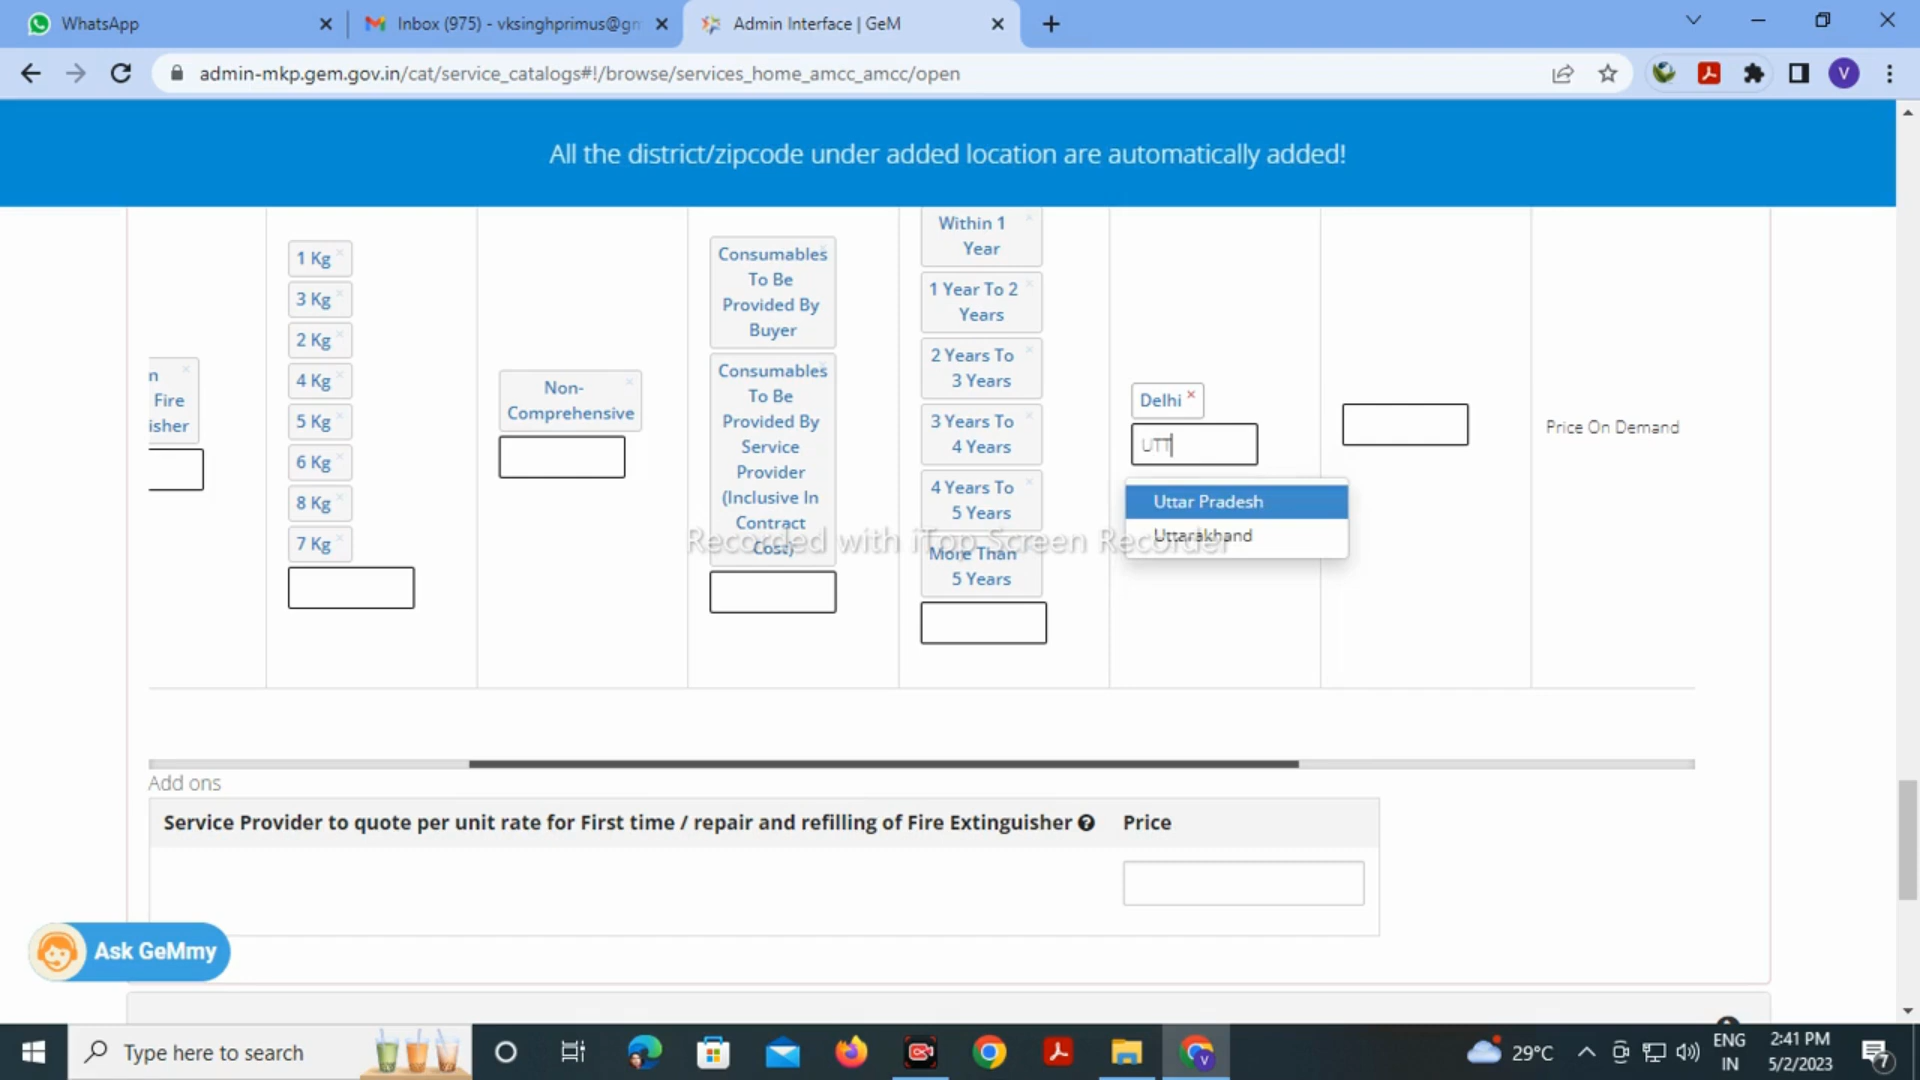 WhatsApp
Inbox (975) - vksinghprimus@gm
Admin Interface | GeM
admin-mkp.gem.gov.in/cat/service_catalogs#!/browse/services_home_amcc_amcc/open
V
All the district/zipcode under added location are automatically added!
n
Fire
isher
1 Kg ×
3 Kg ×
2 Kg ×
4 Kg ×
5 Kg ×
6 Kg ×
8 Kg ×
7 Kg ×
Non-
Comprehensive ×
Consumables
To Be
Provided By
Buyer
Consumables
To Be
Provided By
Service
Provider
(Inclusive In
Contract
Cost)
Within 1
Year
1 Year To 2
Years
2 Years To
3 Years
3 Years To
4 Years
4 Years To
5 Years
More Than
5 Years
Delhi ×
UTT
Uttar Pradesh
Uttarakhand
Price On Demand
Recorded with iTop Screen Recorder
Add ons
Service Provider to quote per unit rate for First time / repair and refilling of Fire Extinguisher ?
Price
Ask GeMmy
Type here to search
29°C
ENG
IN
2:41 PM
5/2/2023
7